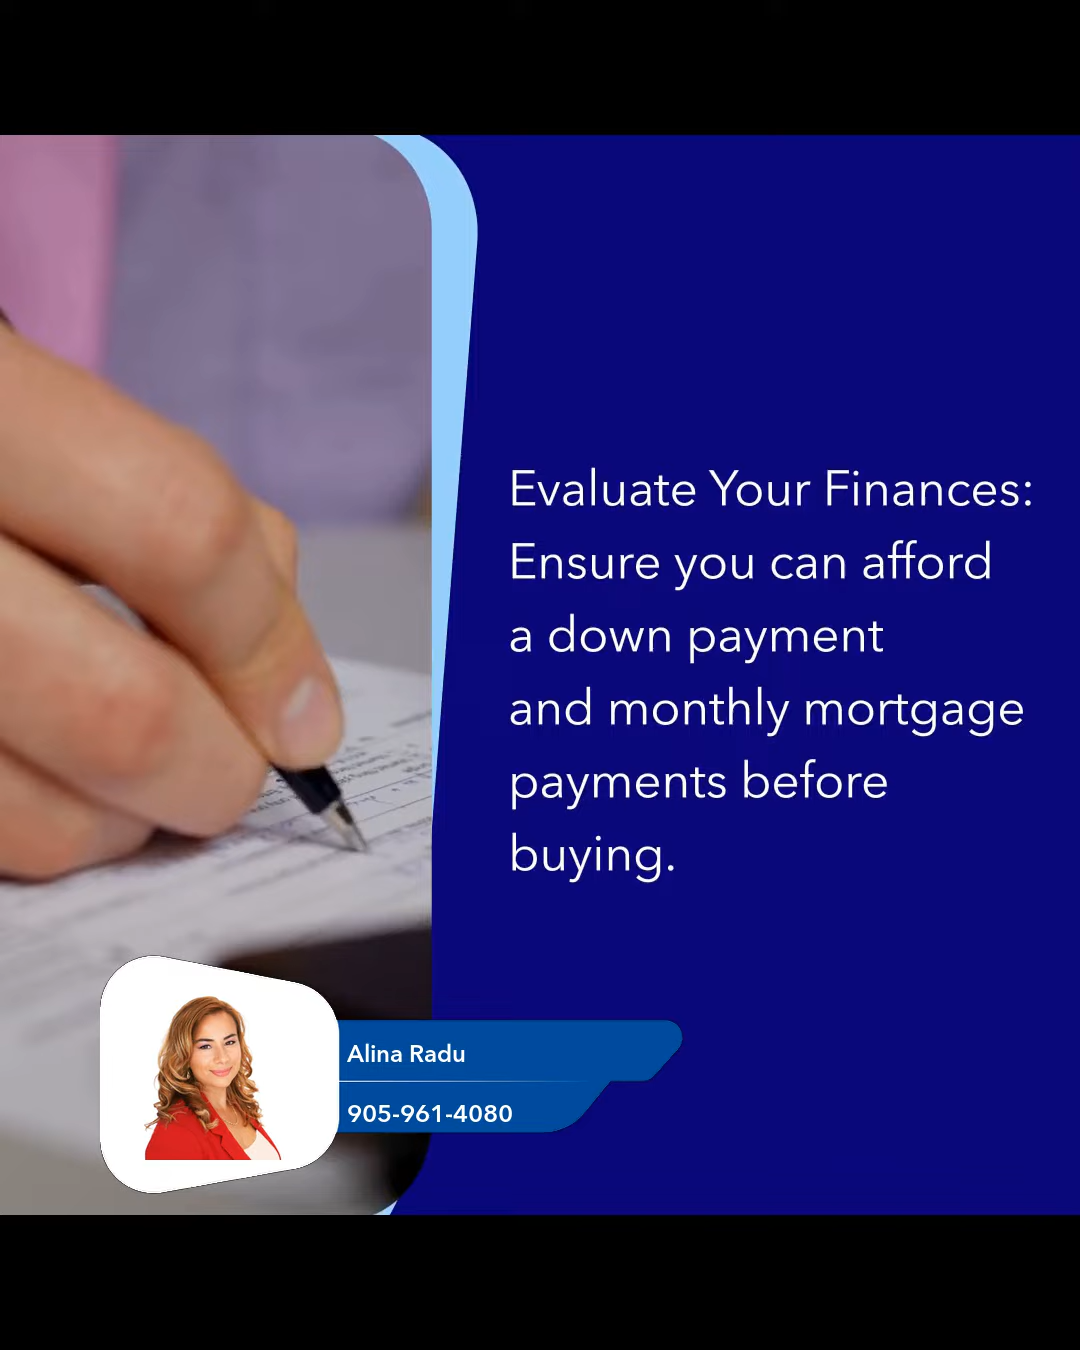 Evaluate Your Finances:
Ensure you can afford
a down payment
and monthly mortgage
payments before
buying.
Alina Radu
905-961-4080